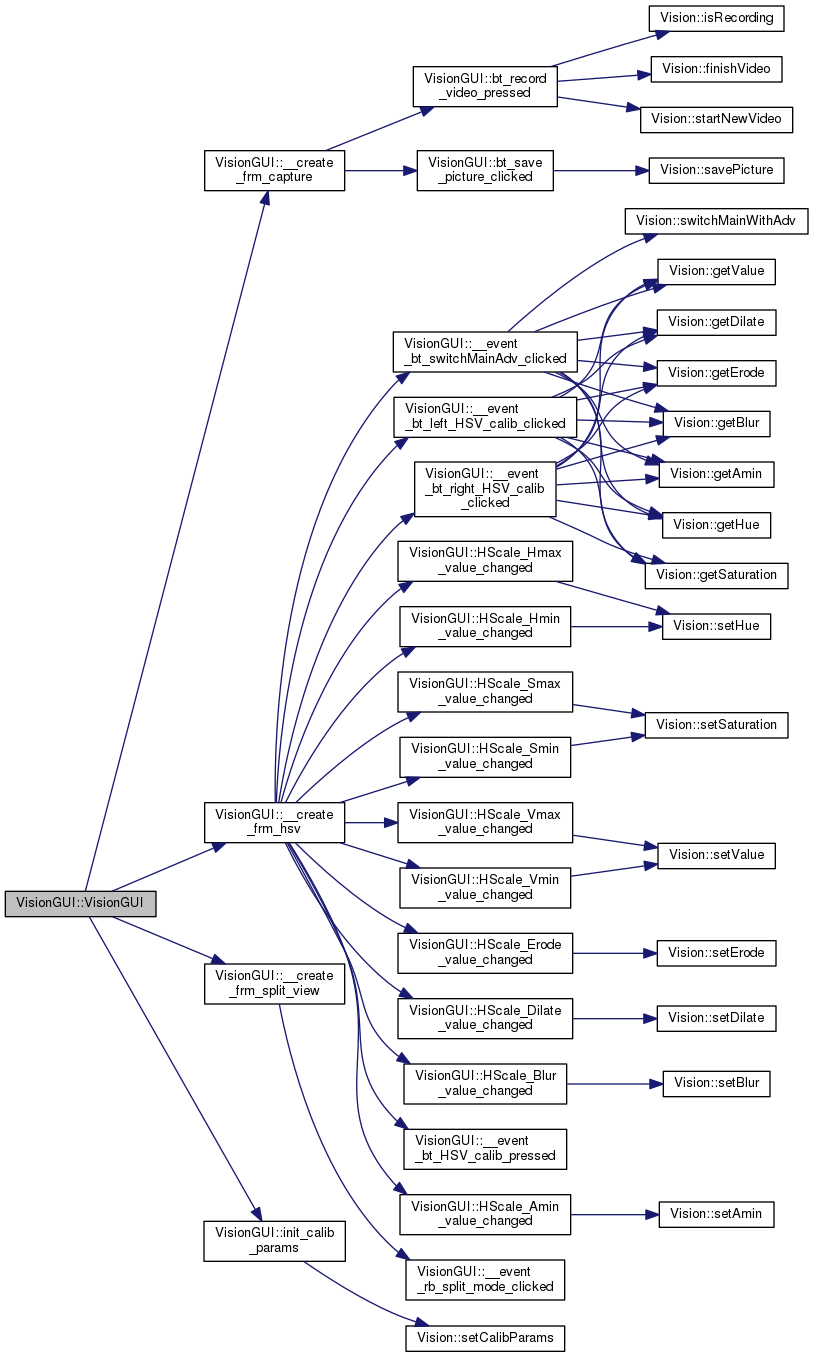 Vision::isRecording
VisionGUI::bt_record
_video_pressed
Vision::finishVideo
Vision::startNewVideo
VisionGUI::__create
_frm_capture
VisionGUI::bt_save
_picture_clicked
Vision::savePicture
Vision::switchMainWithAdv
Vision::getValue
Vision::getDilate
VisionGUI::__event
_bt_switchMainAdv_clicked
Vision::getErode
VisionGUI::__event
_bt_left_HSV_calib_clicked
Vision::getBlur
VisionGUI::__event
_bt_right_HSV_calib
_clicked
Vision::getAmin
Vision::getHue
VisionGUI::HScale_Hmax
_value_changed
Vision::getSaturation
VisionGUI::HScale_Hmin
_value_changed
Vision::setHue
VisionGUI::HScale_Smax
_value_changed
Vision::setSaturation
VisionGUI::HScale_Smin
_value_changed
VisionGUI::__create
_frm_hsv
VisionGUI::HScale_Vmax
_value_changed
Vision::setValue
VisionGUI::HScale_Vmin
_value_changed
VisionGUI::VisionGUI
VisionGUI::HScale_Erode
_value_changed
Vision::setErode
VisionGUI::__create
_frm_split_view
VisionGUI::HScale_Dilate
_value_changed
Vision::setDilate
VisionGUI::HScale_Blur
_value_changed
Vision::setBlur
VisionGUI::__event
_bt_HSV_calib_pressed
VisionGUI::HScale_Amin
_value_changed
Vision::setAmin
VisionGUI::init_calib
_params
VisionGUI::__event
_rb_split_mode_clicked
Vision::setCalibParams